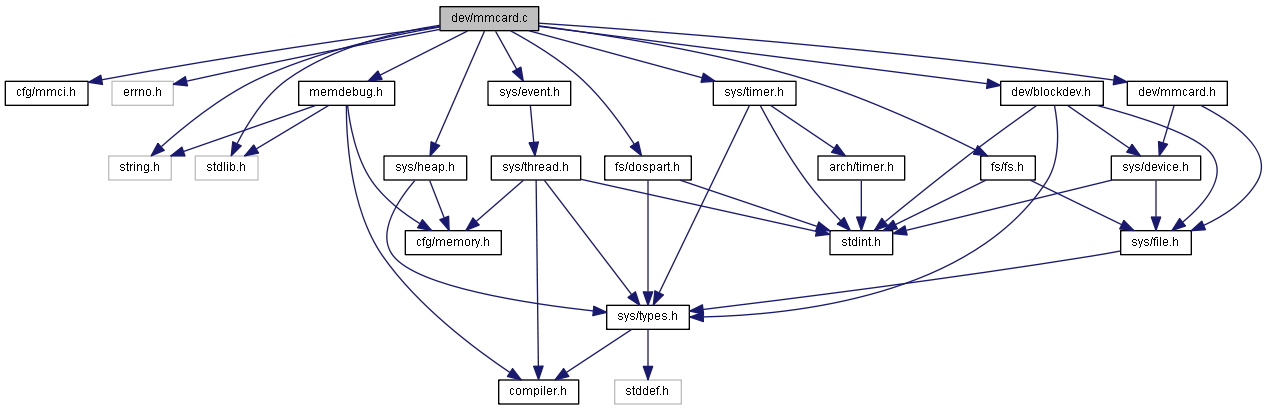 dev/mmcard.c
cfg/mmci.h
errno.h
memdebug.h
sys/event.h
sys/timer.h
dev/blockdev.h
dev/mmcard.h
string.h
stdlib.h
sys/heap.h
sys/thread.h
fs/dospart.h
arch/timer.h
fs/fs.h
sys/device.h
cfg/memory.h
stdint.h
sys/file.h
sys/types.h
compiler.h
stddef.h